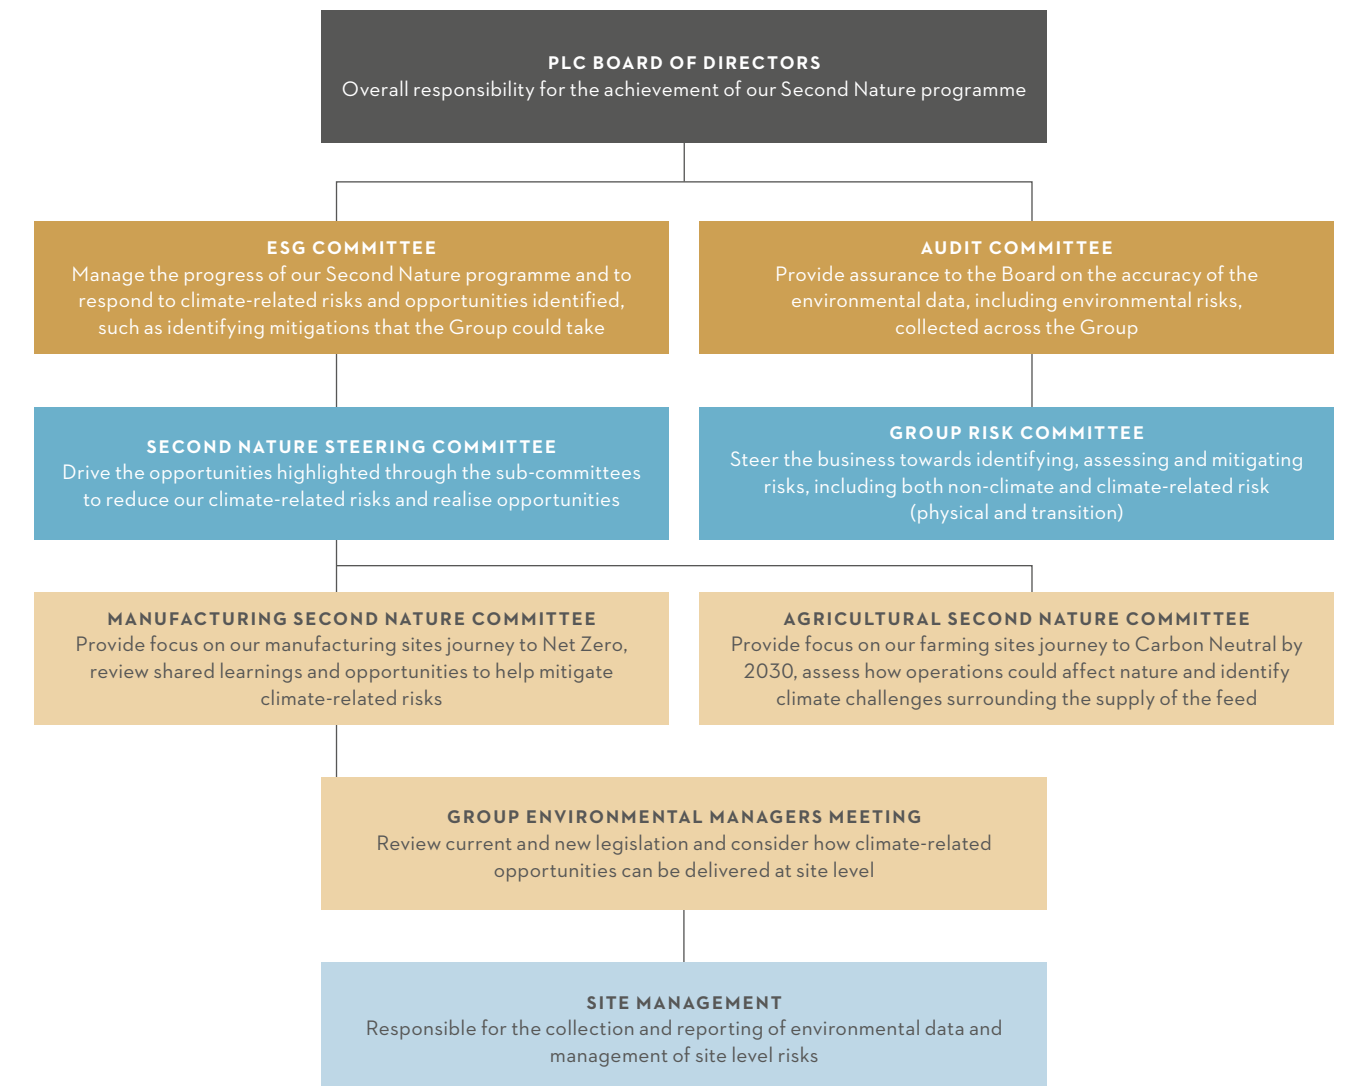 PLC BOARD OF DIRECTORS
Overall responsibility for the achievement of our Second Nature programme
ESG COMMITTEE
Manage the progress of our Second Nature programme and to
respond to climate-related risks and opportunities identified,
such as identifying mitigations that the Group could take
AUDIT COMMITTEE
Provide assurance to the Board on the accuracy of the
environmental data, including environmental risks,
collected across the Group
SECOND NATURE STEERING COMMITTEE
Drive the opportunities highlighted through the sub-committees
to reduce our climate-related risks and realise opportunities
GROUP RISK COMMITTEE
Steer the business towards identifying, assessing and mitigating
risks, including both non-climate and climate-related risk
(physical and transition)
MANUFACTURING SECOND NATURE COMMITTEE
Provide focus on our manufacturing sites journey to Net Zero,
review shared learnings and opportunities to help mitigate
climate-related risks
AGRICULTURAL SECOND NATURE COMMITTEE
Provide focus on our farming sites journey to Carbon Neutral by
2030, assess how operations could affect nature and identify
climate challenges surrounding the supply of the feed
GROUP ENVIRONMENTAL MANAGERS MEETING
Review current and new legislation and consider how climate-related
opportunities can be delivered at site level
SITE MANAGEMENT
Responsible for the collection and reporting of environmental data and
management of site level risks